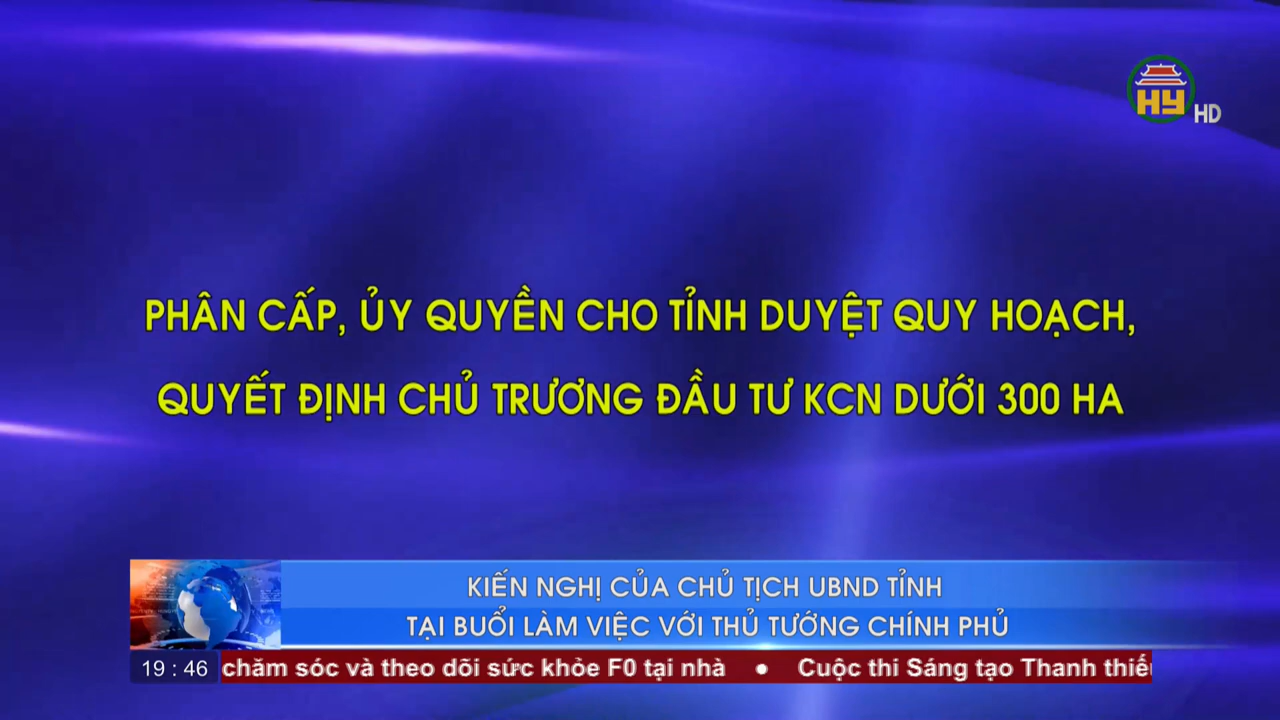 HY HD
PHÂN CẤP, ỦY QUYỀN CHO TỈNH DUYỆT QUY HOẠCH,
QUYẾT ĐỊNH CHỦ TRƯƠNG ĐẦU TƯ KCN DƯỚI 300 HA
KIẾN NGHỊ CỦA CHỦ TỊCH UBND TỈNH
TẠI BUỔI LÀM VIỆC VỚI THỦ TƯỚNG CHÍNH PHỦ
19 : 46 chăm sóc và theo dõi sức khỏe F0 tại nhà ● Cuộc thi Sáng tạo Thanh thiế